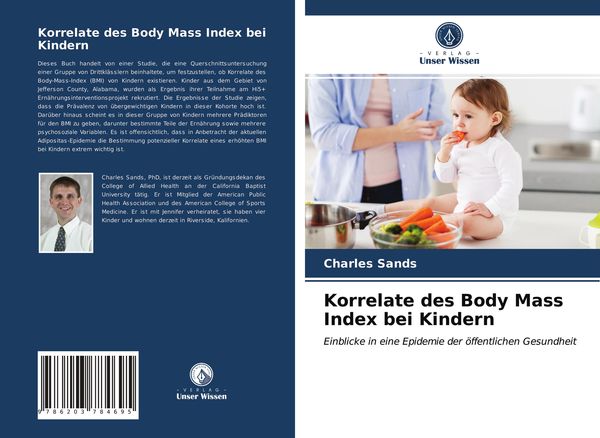 Korrelate des Body Mass Index bei
Kindern
Dieses Buch handelt von einer Studie, die eine Querschnittsuntersuchung
einer Gruppe von Drittklässlern beinhaltete, um festzustellen, ob Korrelate des
Body-Mass-Index (BMI) von Kindern existieren. Kinder aus dem Gebiet von
Jefferson County, Alabama, wurden als Ergebnis ihrer Teilnahme am Hi5+
Ernährungsinterventionsprojekt rekrutiert. Die Ergebnisse der Studie zeigen,
dass die Prävalenz von übergewichtigen Kindern in dieser Kohorte hoch ist.
Darüber hinaus scheint es in dieser Gruppe von Kindern mehrere Prädiktoren
für den BMI zu geben, darunter bestimmte Teile der Ernährung sowie mehrere
psychosoziale Variablen. Es ist offensichtlich, dass in Anbetracht der aktuellen
Adipositas-Epidemie die Bestimmung potenzieller Korrelate eines erhöhten BMI
bei Kindern extrem wichtig ist.
Charles Sands, PhD, ist derzeit als Gründungsdekan des
College of Allied Health an der California Baptist
University tätig. Er ist Mitglied der American Public
Health Association und des American College of Sports
Medicine. Er ist mit Jennifer verheiratet, sie haben vier
Kinder und wohnen derzeit in Riverside, Kalifornien.
9 786203 784695
VERLAG
Unser Wissen
VERLAG
Unser Wissen
Charles Sands
Korrelate des Body Mass
Index bei Kindern
Einblicke in eine Epidemie der öffentlichen Gesundheit